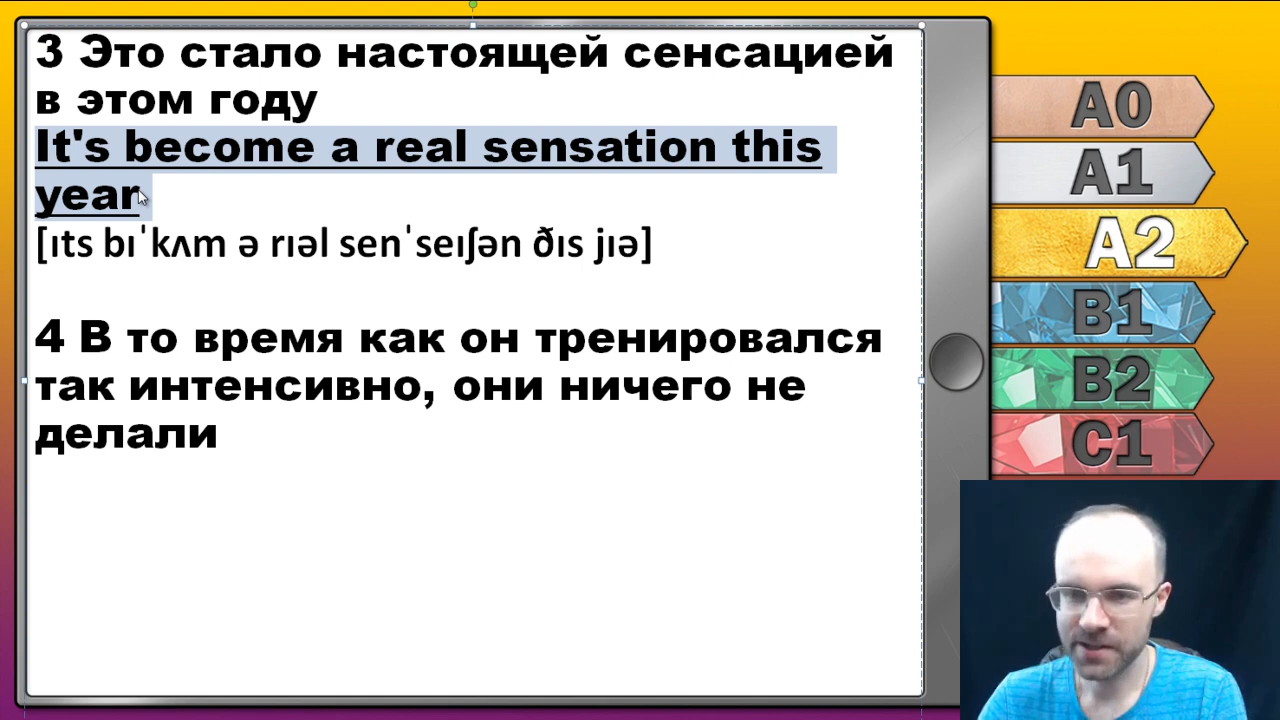 3 Это стало настоящей сенсацией
в этом году
It's become a real sensation this
year
[ɪts bɪˈkʌm ə rɪəl senˈseɪʃən ðɪs jɪə]
4 В то время как он тренировался
так интенсивно, они ничего не
делали
A0
A1
A2
B1
B2
C1